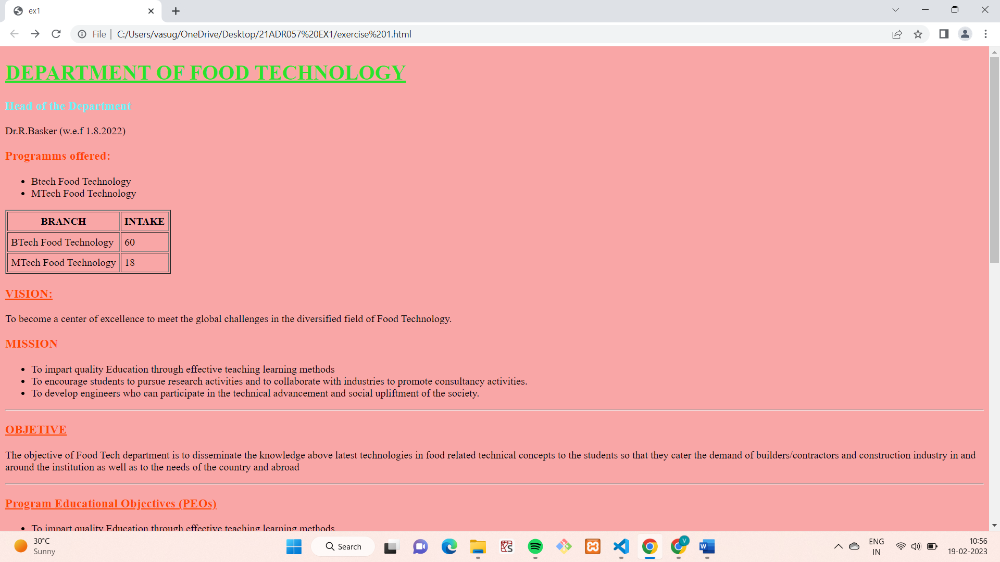 ex1
File
C:/Users/vasug/OneDrive/Desktop/21ADR057%20EX1/exercise%201.html
DEPARTMENT OF FOOD TECHNOLOGY
Head of the Department
Dr.R.Basker (w.e.f 1.8.2022)
Programms offered:
Btech Food Technology
MTech Food Technology
BRANCH INTAKE
BTech Food Technology 60
MTech Food Technology 18
VISION:
To become a center of excellence to meet the global challenges in the diversified field of Food Technology.
MISSION
To impart quality Education through effective teaching learning methods
To encourage students to pursue research activities and to collaborate with industries to promote consultancy activities.
To develop engineers who can participate in the technical advancement and social upliftment of the society.
OBJETIVE
The objective of Food Tech department is to disseminate the knowledge above latest technologies in food related technical concepts to the students so that they cater the demand of builders/contractors and construction industry in and
around the institution as well as to the needs of the country and abroad
Program Educational Objectives (PEOs)
To impart quality Education through effective teaching learning methods
30°C
Sunny
Search
V
W
ENG
IN
10:56
19-02-2023